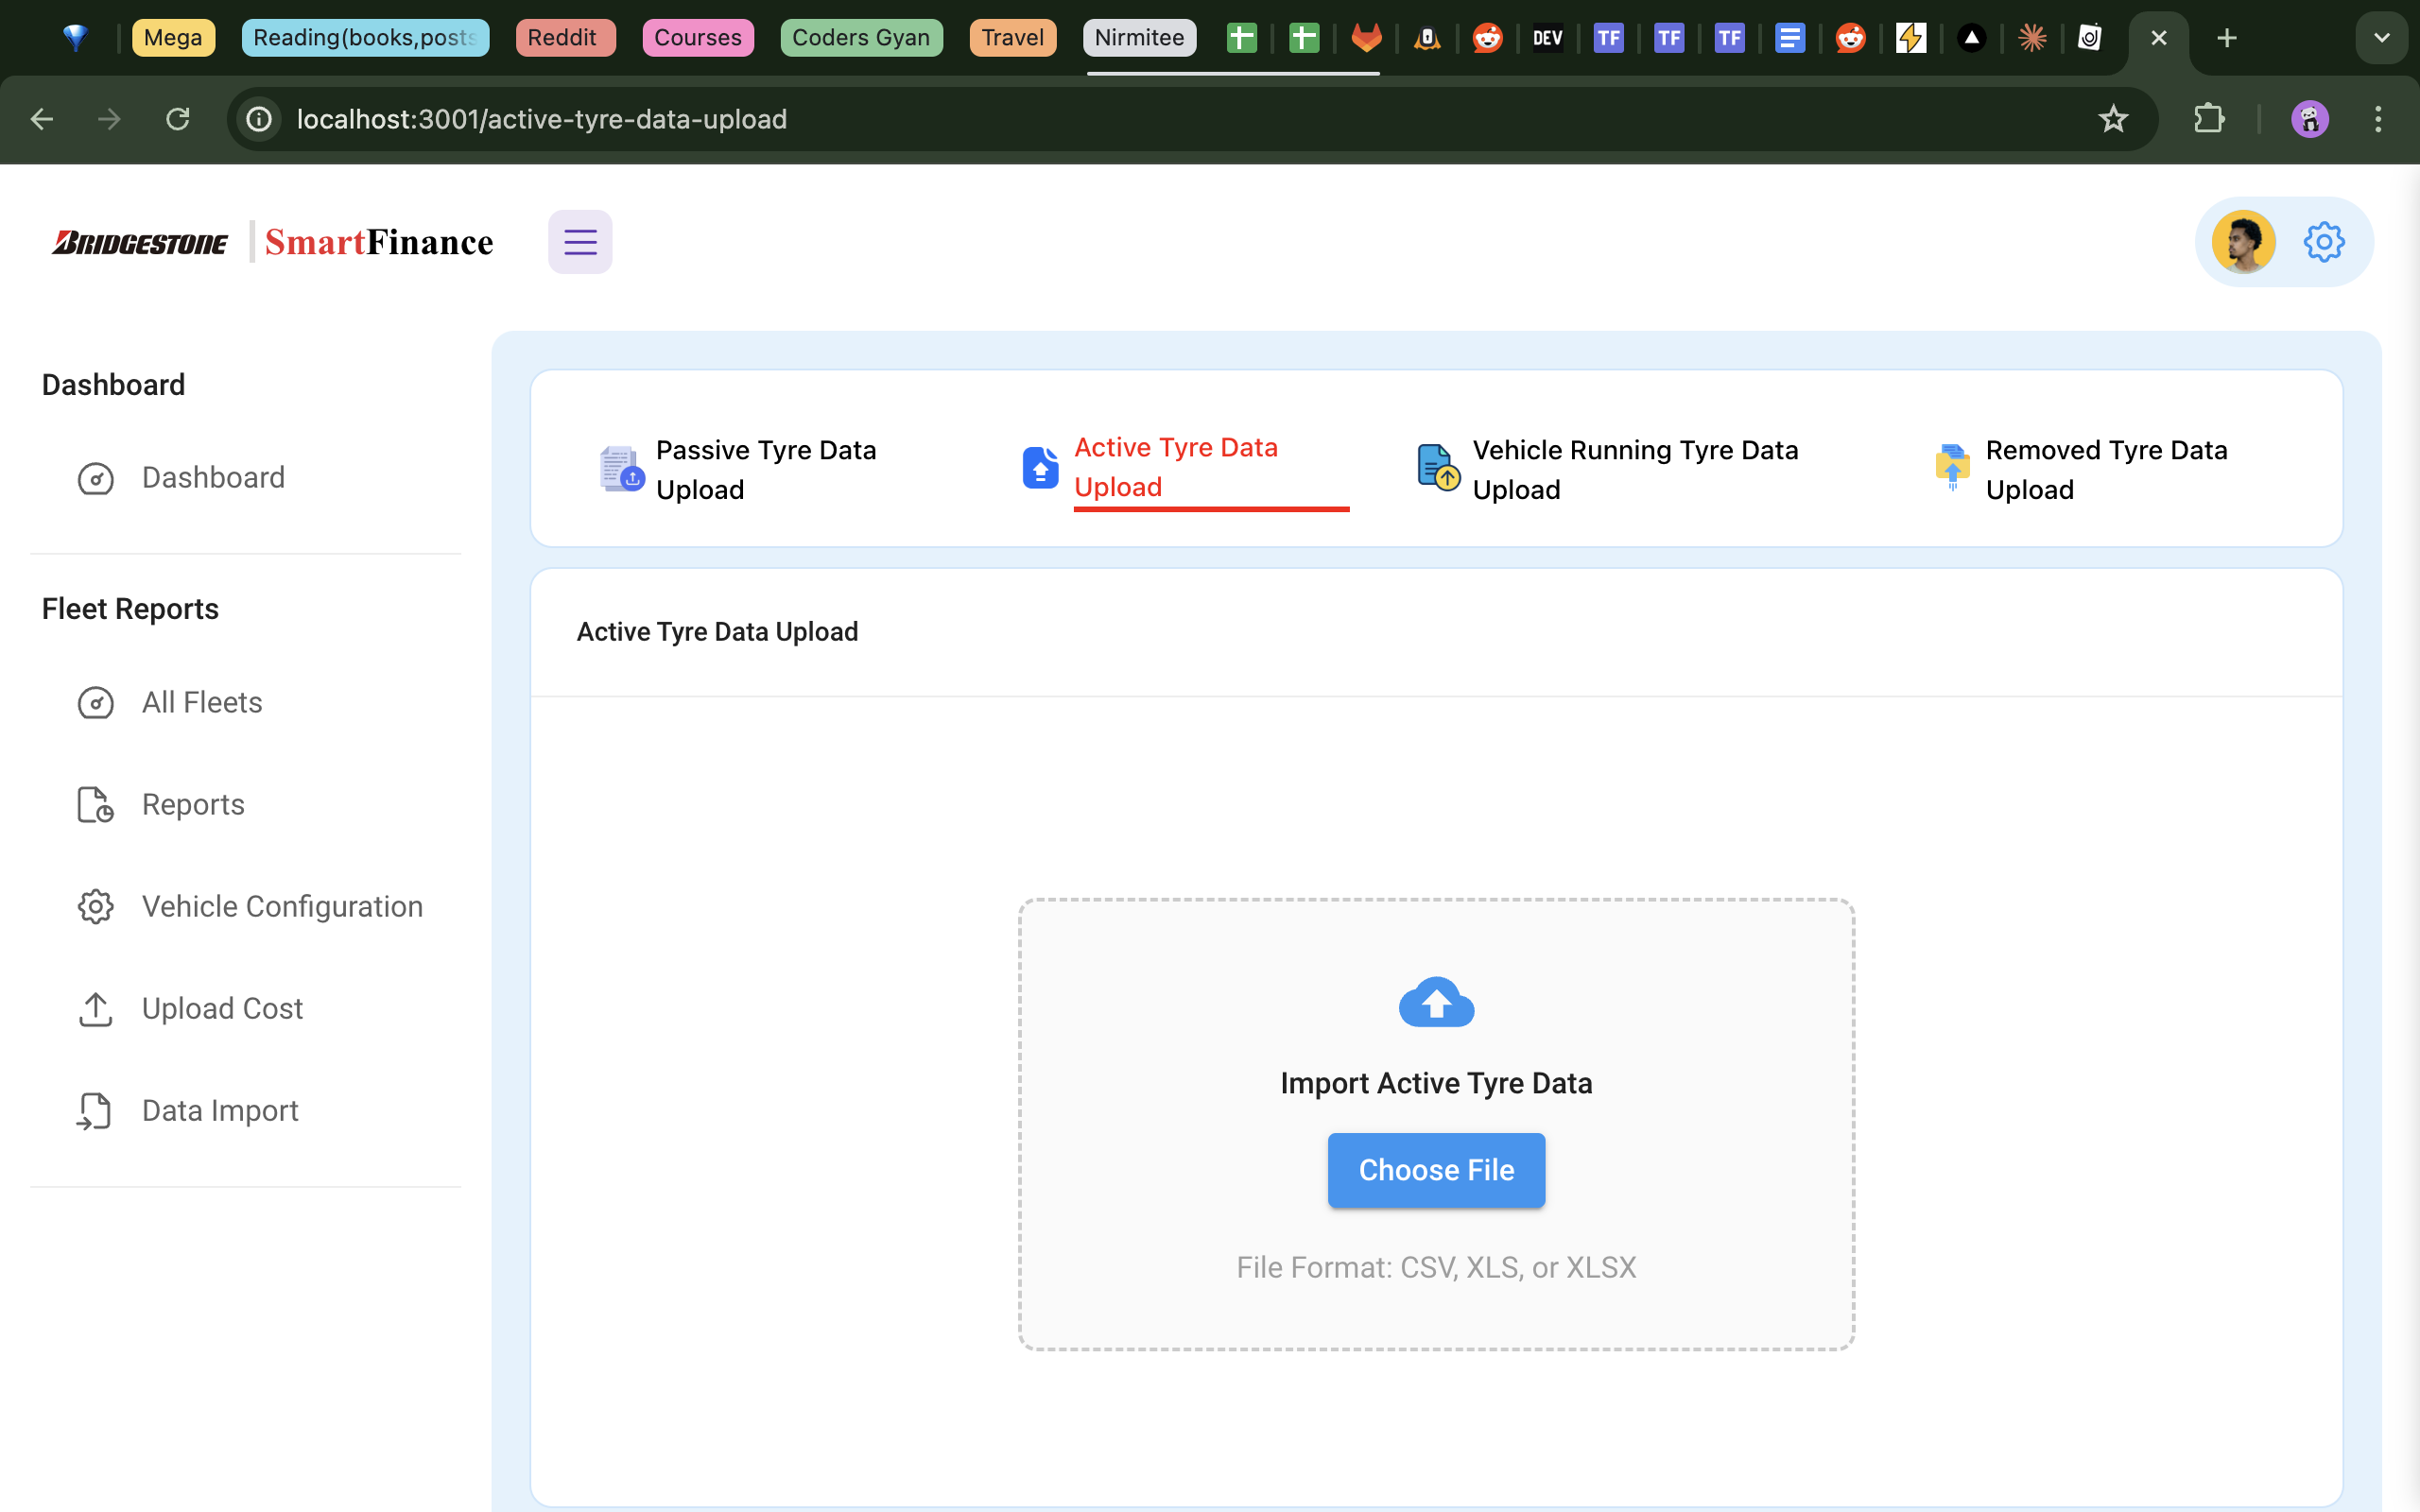 Mega
Reading(books,posts
Reddit
Courses
Coders Gyan
Travel
Nirmitee
DEV
TF
TF
TF
localhost:3001/active-tyre-data-upload
BRIDGESTONE
SmartFinance
Dashboard
Dashboard
Fleet Reports
All Fleets
Reports
Vehicle Configuration
Upload Cost
Data Import
Passive Tyre Data
Upload
Active Tyre Data
Upload
Vehicle Running Tyre Data
Upload
Removed Tyre Data
Upload
Active Tyre Data Upload
Import Active Tyre Data
Choose File
File Format: CSV, XLS, or XLSX